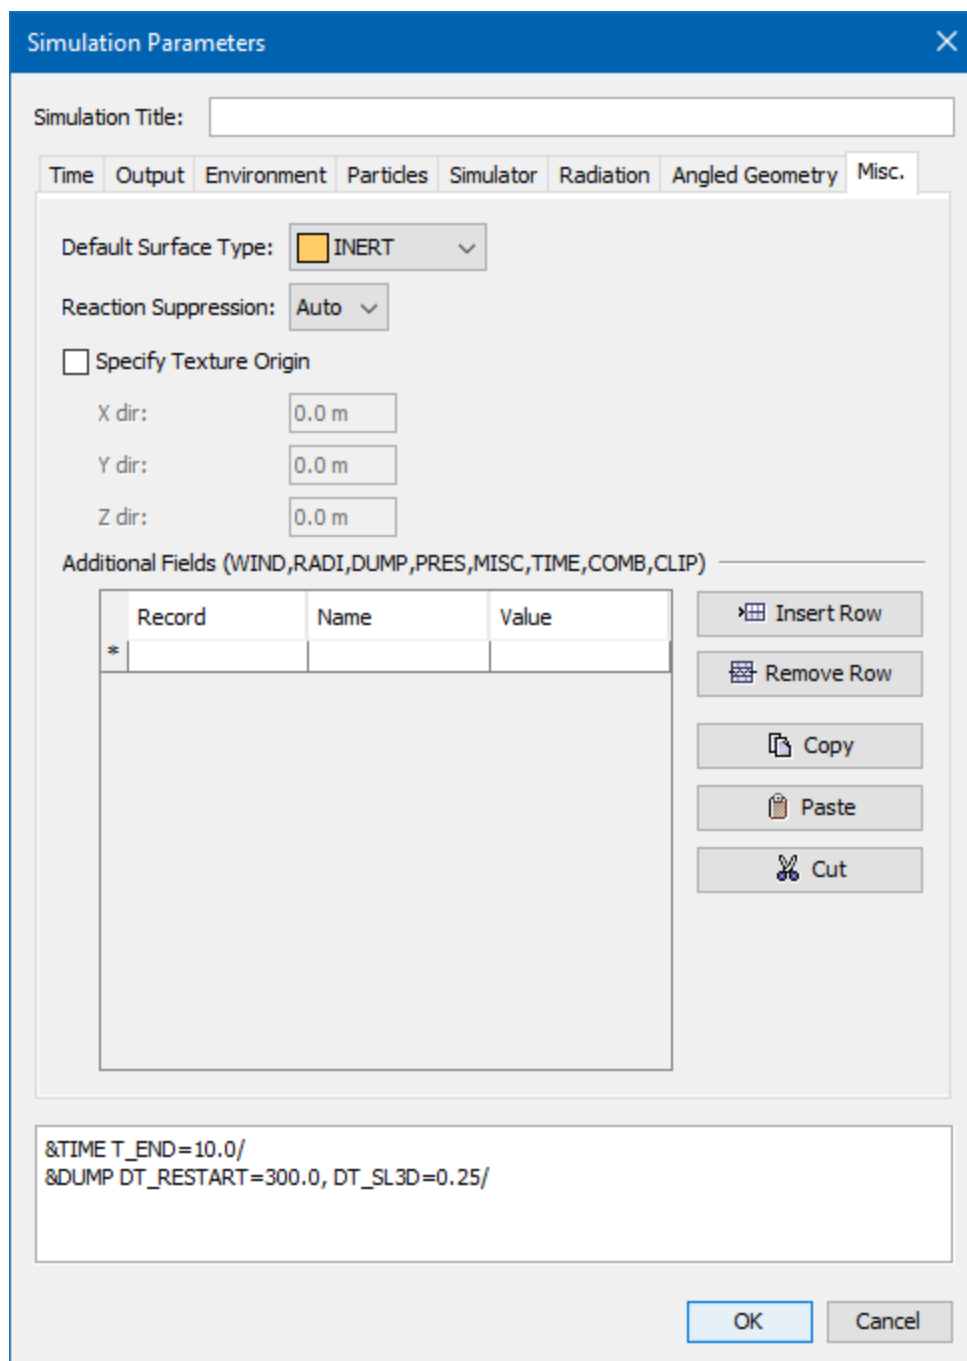 Simulation Parameters
Simulation Title:
Time Output Environment Particles Simulator Radiation Angled Geometry Misc.
Default Surface Type: INERT
Reaction Suppression: Auto
Specify Texture Origin
X dir: 0.0 m
Y dir: 0.0 m
Z dir: 0.0 m
Additional Fields (WIND,RADI,DUMP,PRES,MISC,TIME,COMB,CLIP)
Record Name Value
*
Insert Row
Remove Row
Copy
Paste
Cut
&TIME T_END=10.0/
&DUMP DT_RESTART=300.0, DT_SL3D=0.25/
OK Cancel